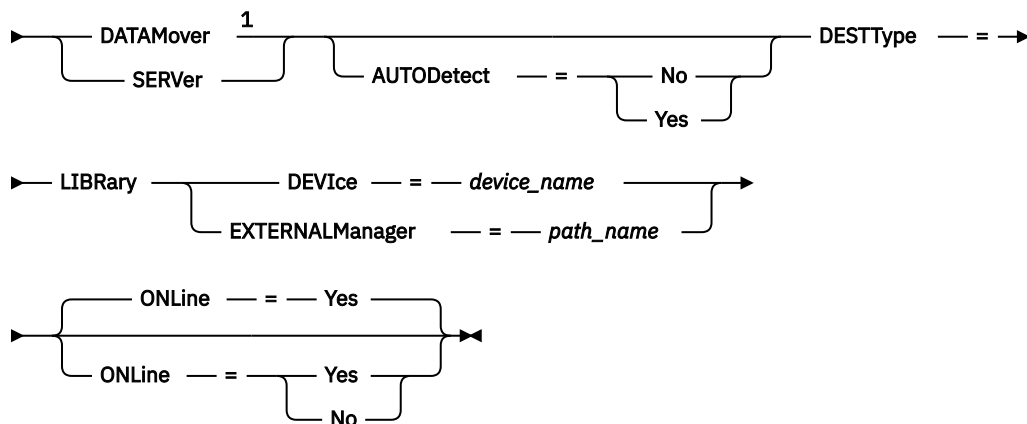 1
DATAMover DESTType =
SERVer AUTODetect = No
Yes
LIBRary DEVIce = device_name
EXTERNALManager = path_name
ONLine = Yes
ONLine = Yes
No